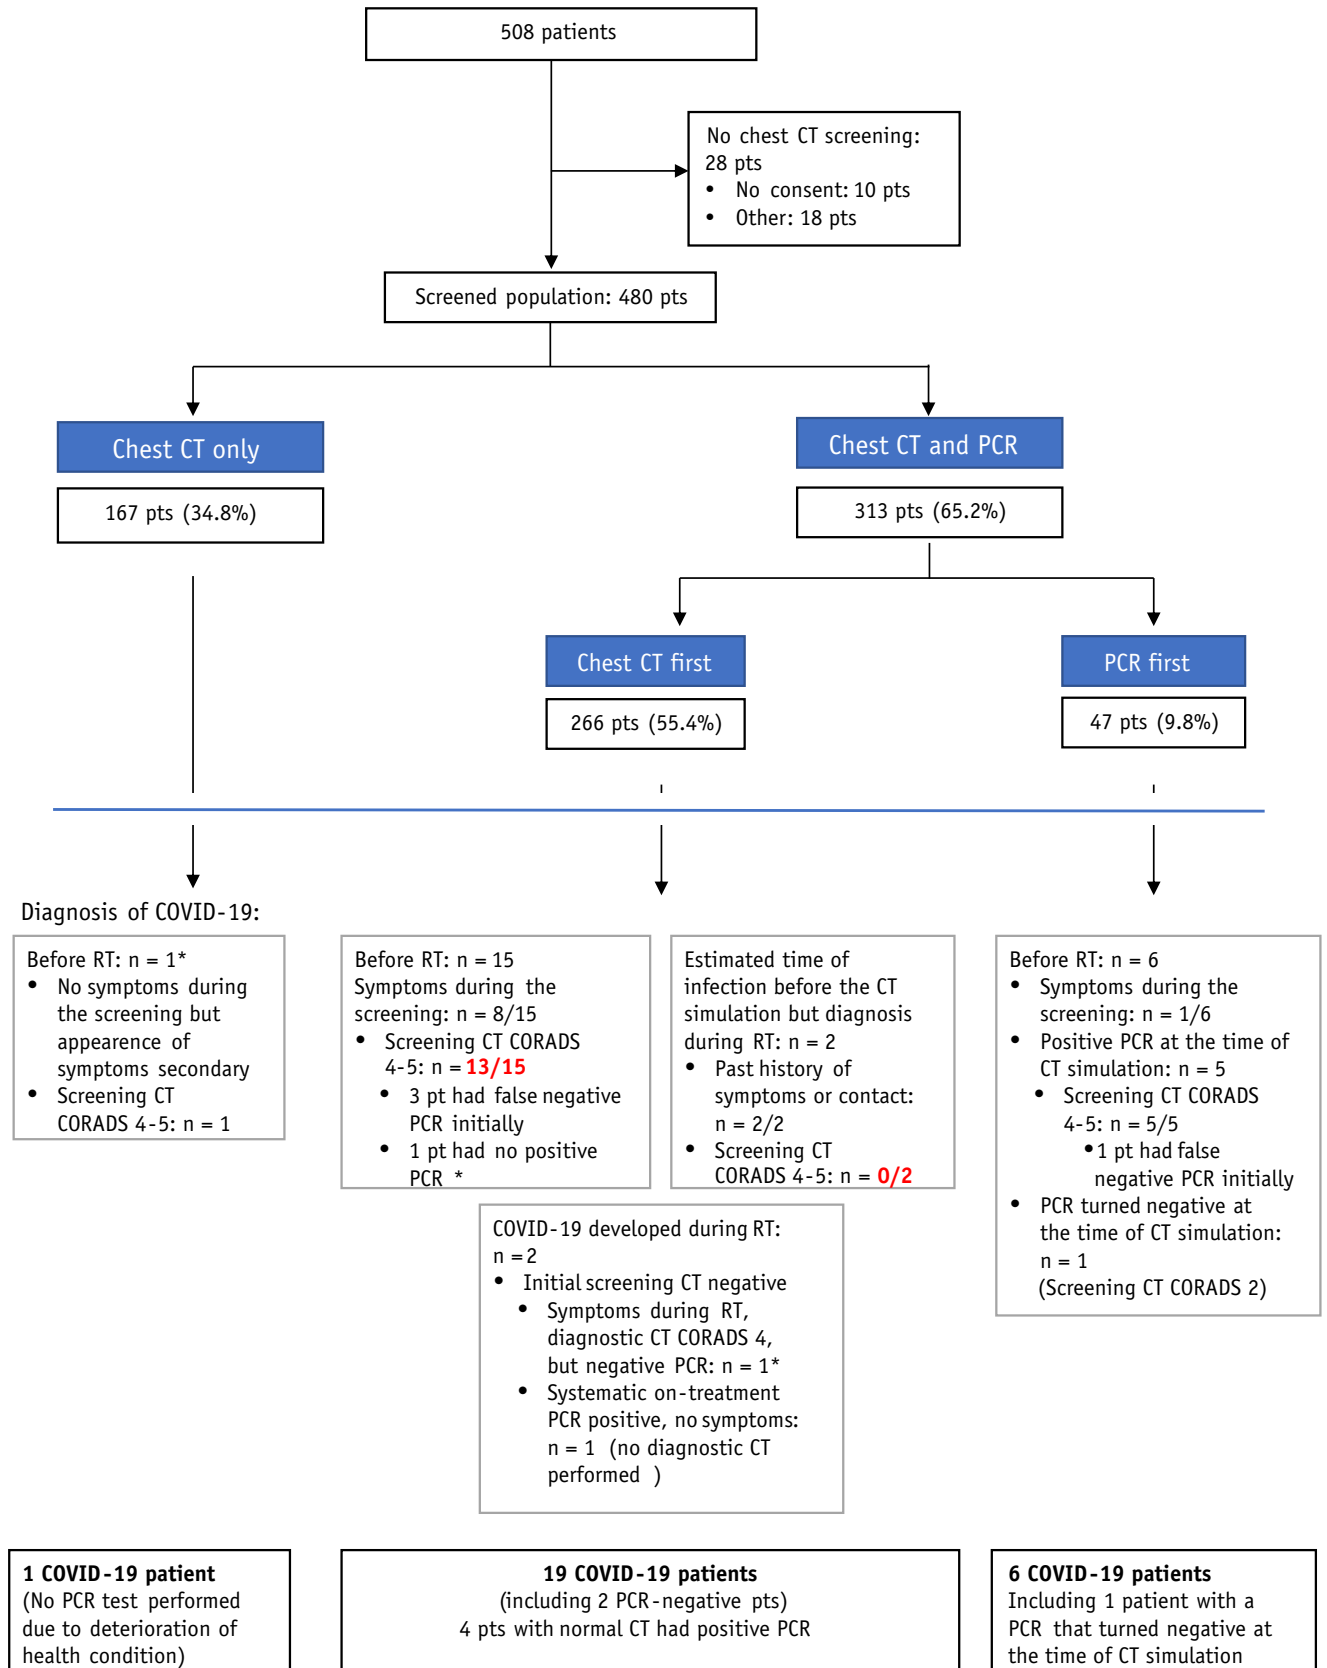 508 patients
No chest CT screening:
28 pts
• No consent: 10 pts
• Other: 18 pts
Screened population: 480 pts
Chest CT only
167 pts (34.8%)
Chest CT and PCR
313 pts (65.2%)
Chest CT first
266 pts (55.4%)
PCR first
47 pts (9.8%)
Diagnosis of COVID-19:
Before RT: n = 1*
• No symptoms during
the screening but
appearance of
symptoms secondary
• Screening CT
CORADS 4-5: n = 1
Before RT: n = 15
Symptoms during the
screening: n = 8/15
• Screening CT CORADS
4-5: n = 13/15
• 3 pt had false negative
PCR initially
• 1 pt had no positive
PCR *
Estimated time of
infection before the CT
simulation but diagnosis
during RT: n = 2
• Past history of
symptoms or contact:
n = 2/2
• Screening CT
CORADS 4-5: n = 0/2
COVID-19 developed during RT:
n = 2
• Initial screening CT negative
• Symptoms during RT,
diagnostic CT CORADS 4,
but negative PCR: n = 1*
• Systematic on-treatment
PCR positive, no symptoms:
n = 1 (no diagnostic CT
performed )
Before RT: n = 6
• Symptoms during the
screening: n = 1/6
• Positive PCR at the time of
CT simulation: n = 5
• Screening CT CORADS
4-5: n = 5/5
• 1 pt had false
negative PCR initially
• PCR turned negative at
the time of CT simulation:
n = 1
(Screening CT CORADS 2)
1 COVID-19 patient
(No PCR test performed
due to deterioration of
health condition)
19 COVID-19 patients
(including 2 PCR-negative pts)
4 pts with normal CT had positive PCR
6 COVID-19 patients
Including 1 patient with a
PCR that turned negative at
the time of CT simulation